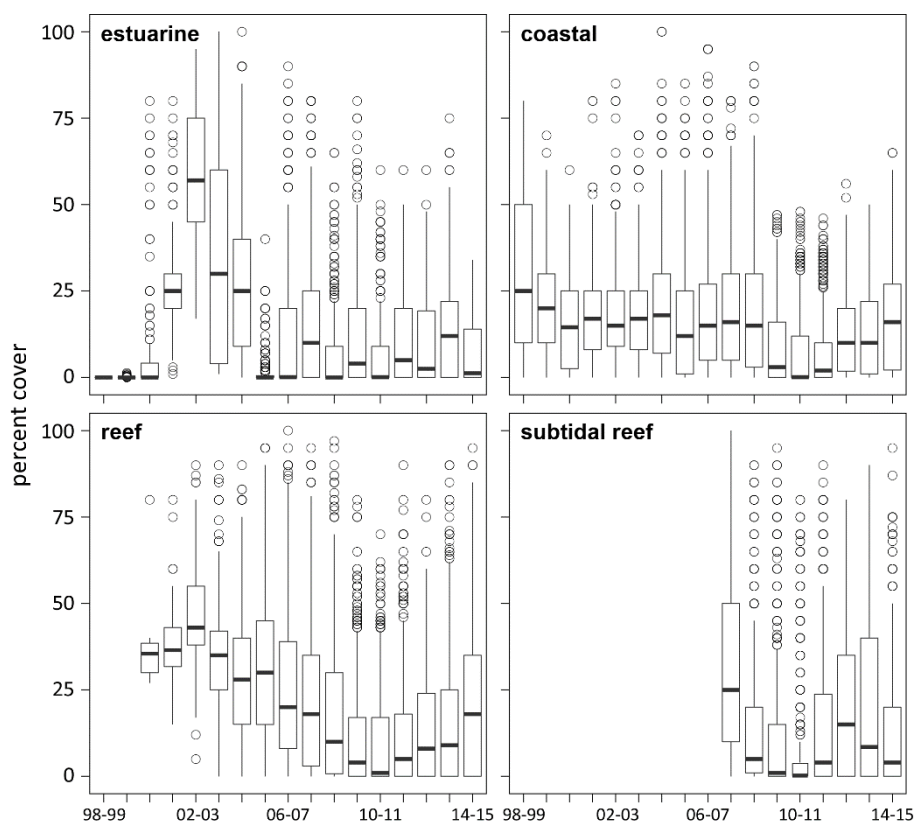 estuarine
coastal
100
75
50
25
0
percent cover
reef
subtidal reef
100
75
50
25
0
98-99 02-03 06-07 10-11 14-15 98-99 02-03 06-07 10-11 14-15